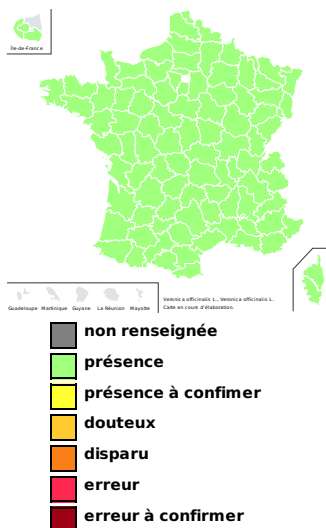 Île-de-France
Guadeloupe Martinique Guyane La Réunion Mayotte
Veronica officinalis L., Veronica officinalis L.
Carte en cours d'élaboration.
non renseignée
présence
présence à confimer
douteux
disparu
erreur
erreur à confirmer